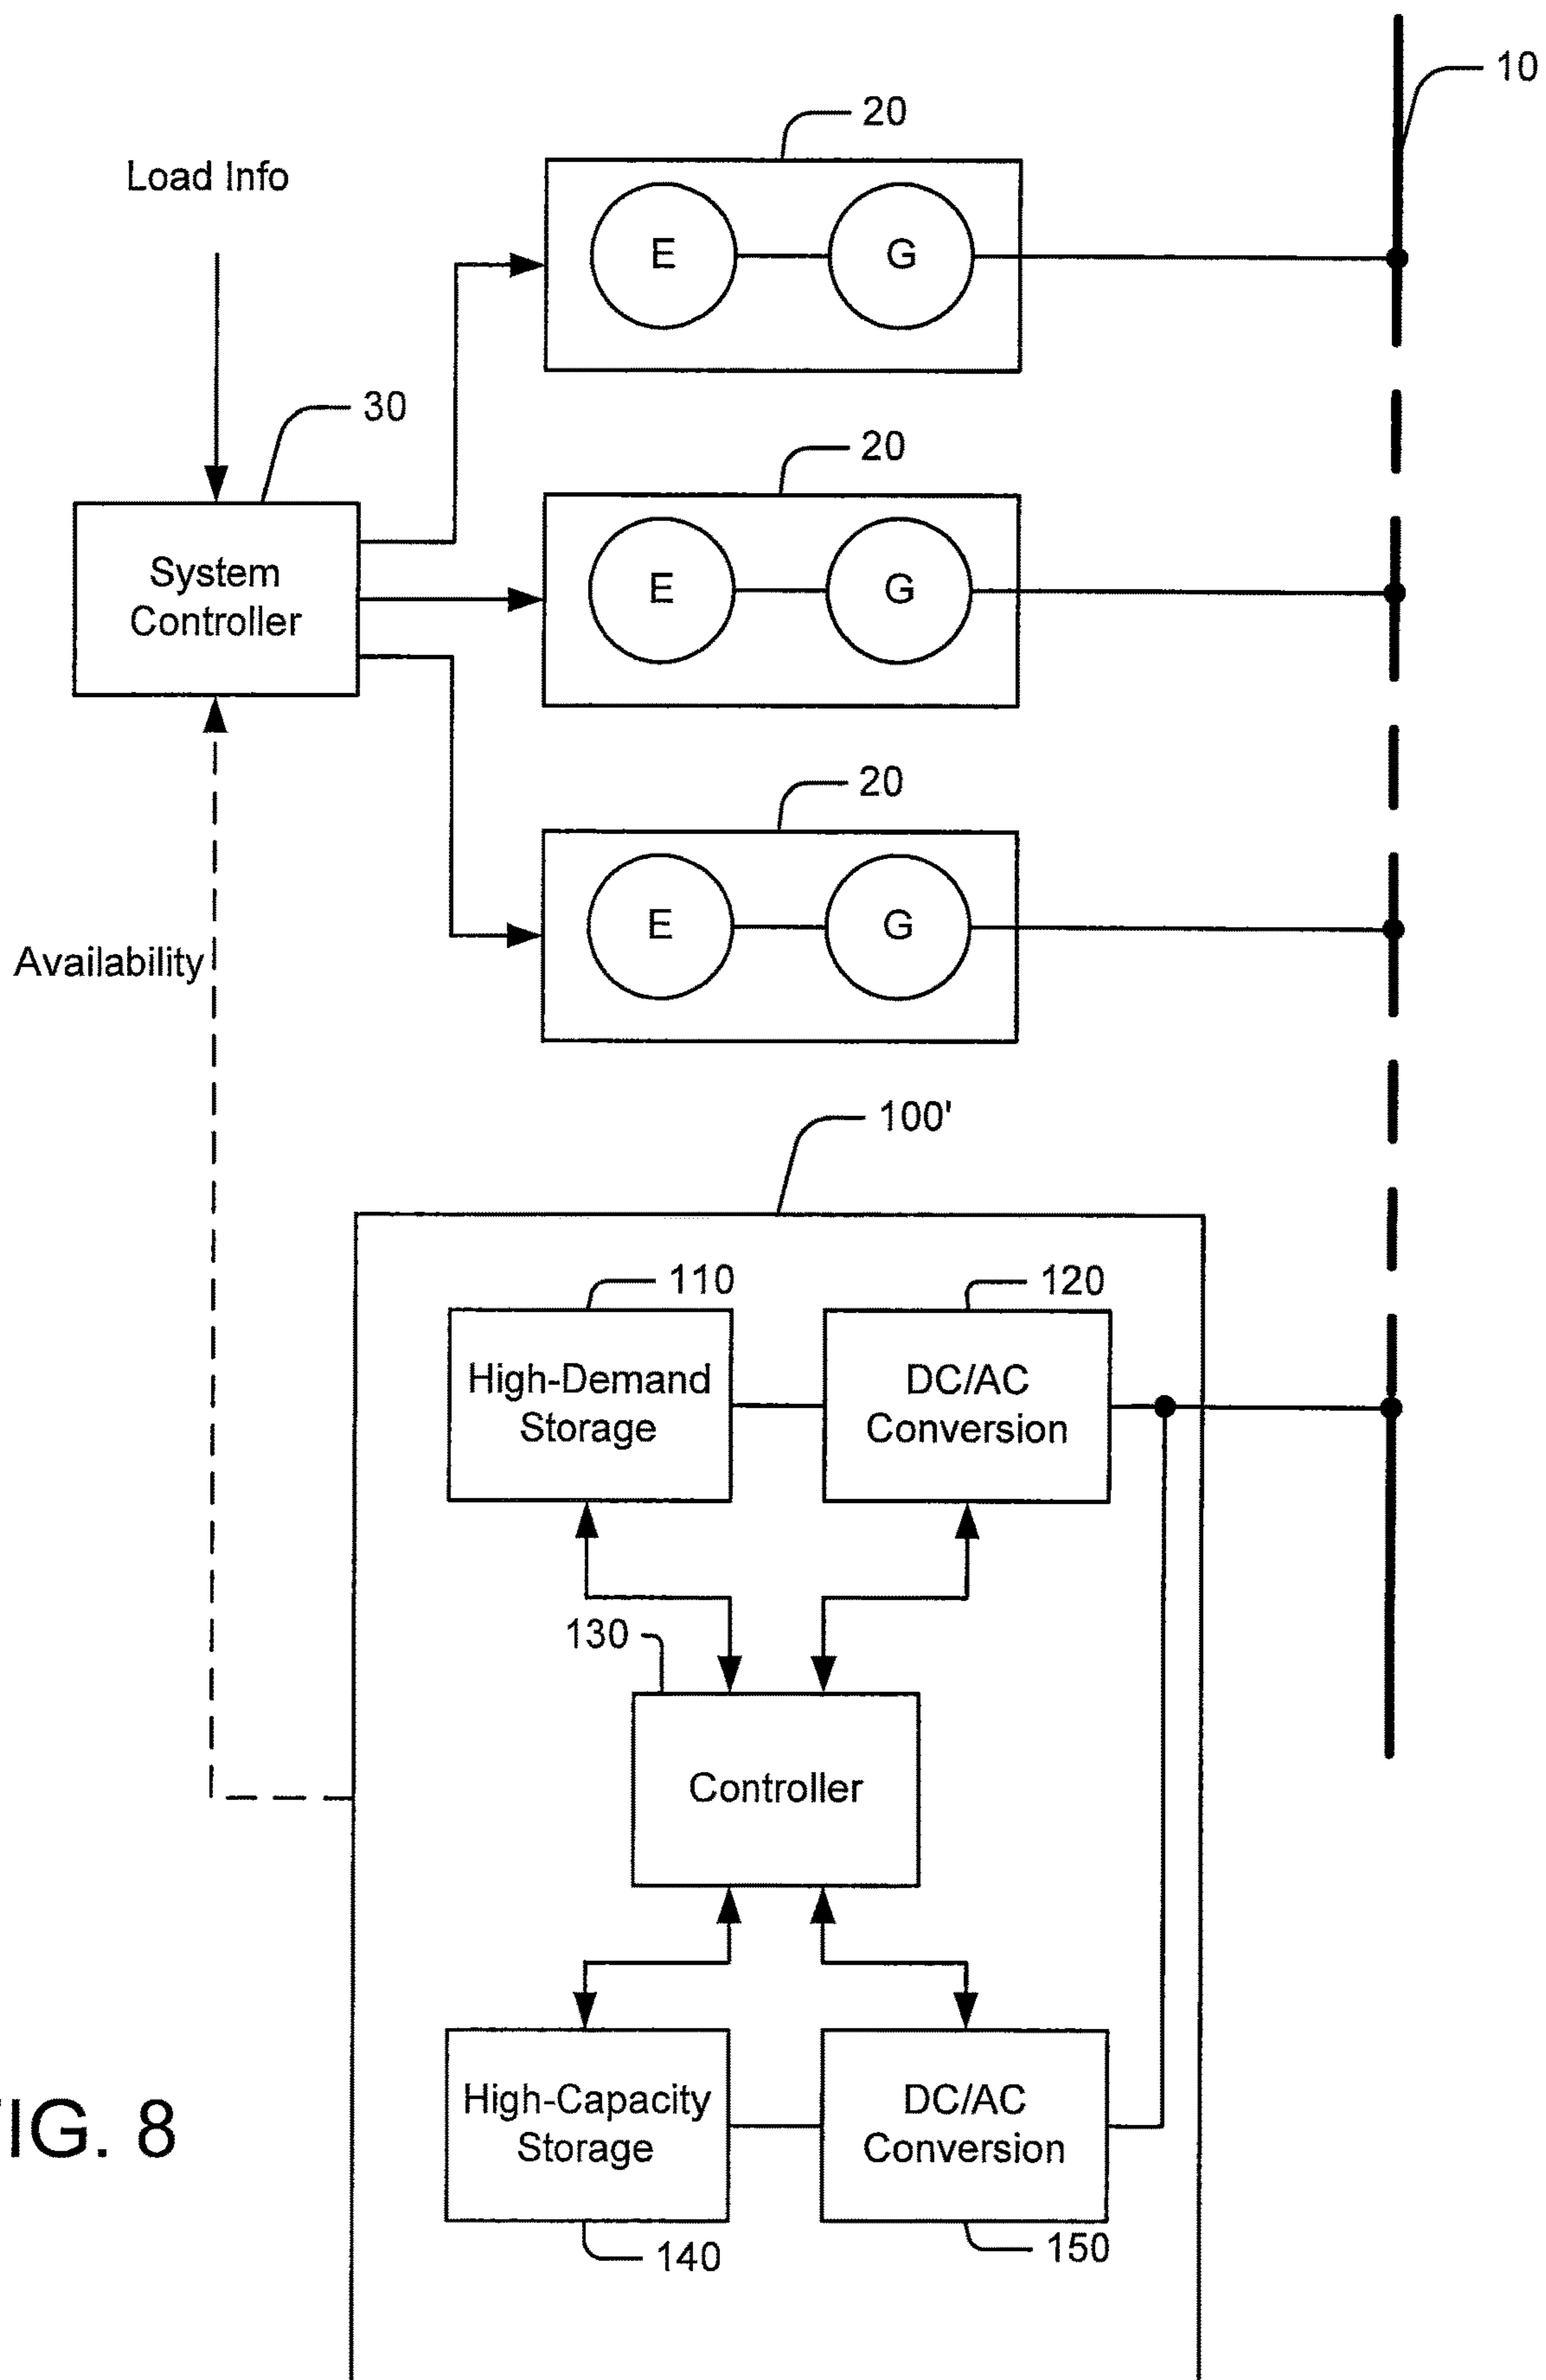 10
20
Load Info
E
G
30
20
System
Controller
E
G
20
E
G
Availability
100'
110
120
High-Demand
Storage
DC/AC
Conversion
130
Controller
High-Capacity
Storage
DC/AC
Conversion
140
150
IG. 8